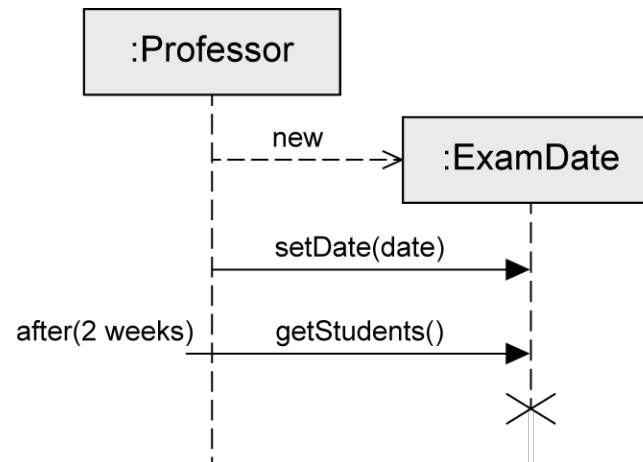 :Professor
new
:ExamDate
setDate(date)
after(2 weeks)
getStudents()